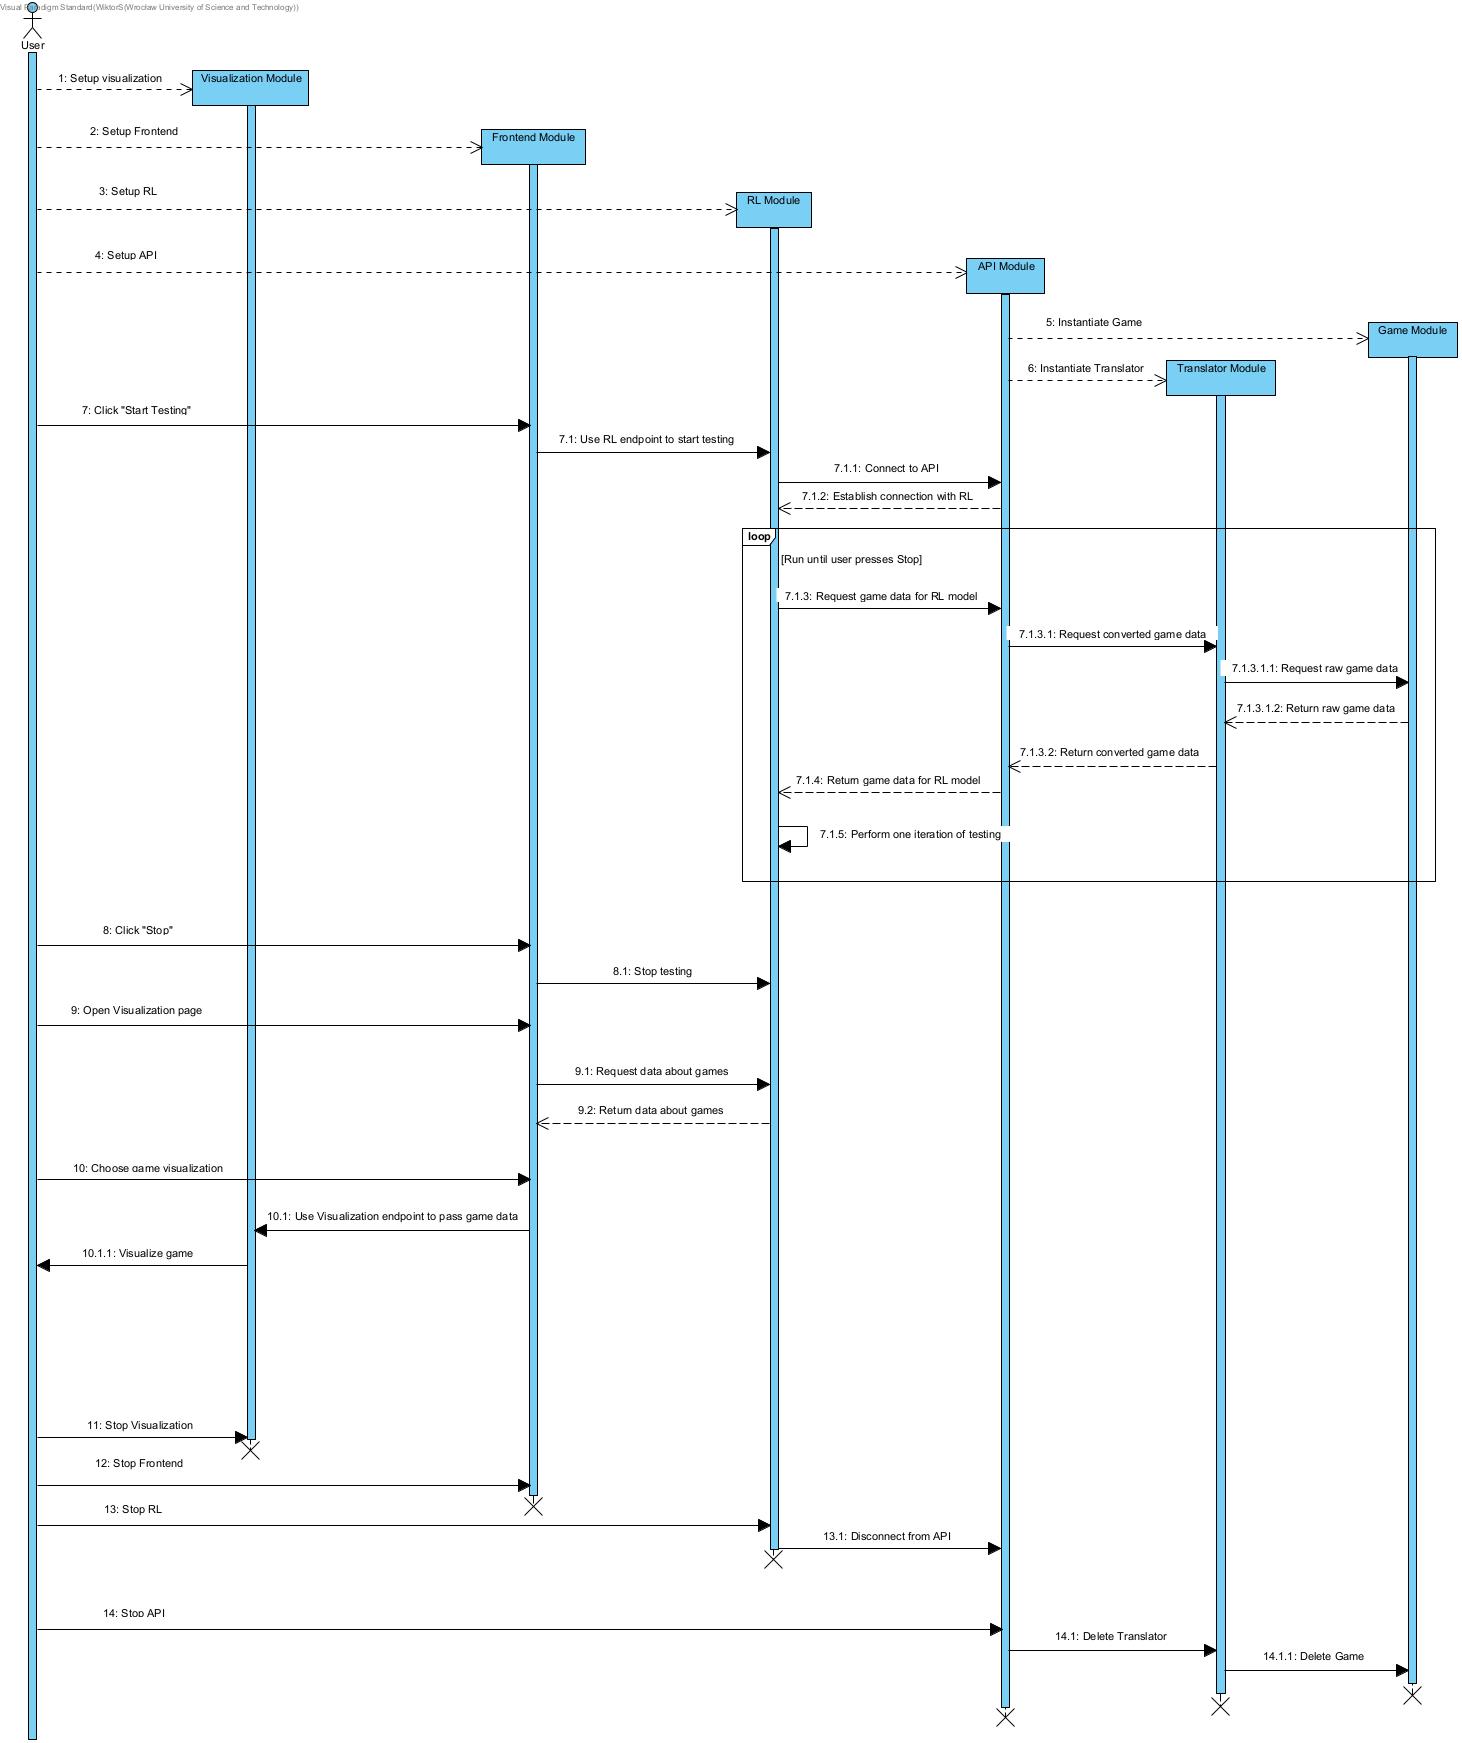 Visual Paradigm Standard(WiktorS(Wrocław University of Science and Technology))
User
1: Setup visualization
Visualization Module
2: Setup Frontend
Frontend Module
3: Setup RL
RL Module
4: Setup API
API Module
5: Instantiate Game
Game Module
6: Instantiate Translator
Translator Module
7: Click "Start Testing"
7.1: Use RL endpoint to start testing
7.1.1: Connect to API
7.1.2: Establish connection with RL
loop
[Run until user presses Stop]
7.1.3: Request game data for RL model
7.1.3.1: Request converted game data
7.1.3.1.1: Request raw game data
7.1.3.1.2: Return raw game data
7.1.3.2: Return converted game data
7.1.4: Return game data for RL model
7.1.5: Perform one iteration of testing
8: Click "Stop"
8.1: Stop testing
9: Open Visualization page
9.1: Request data about games
9.2: Return data about games
10: Choose game visualization
10.1: Use Visualization endpoint to pass game data
10.1.1: Visualize game
11: Stop Visualization
12: Stop Frontend
13: Stop RL
13.1: Disconnect from API
14: Stop API
14.1: Delete Translator
14.1.1: Delete Game